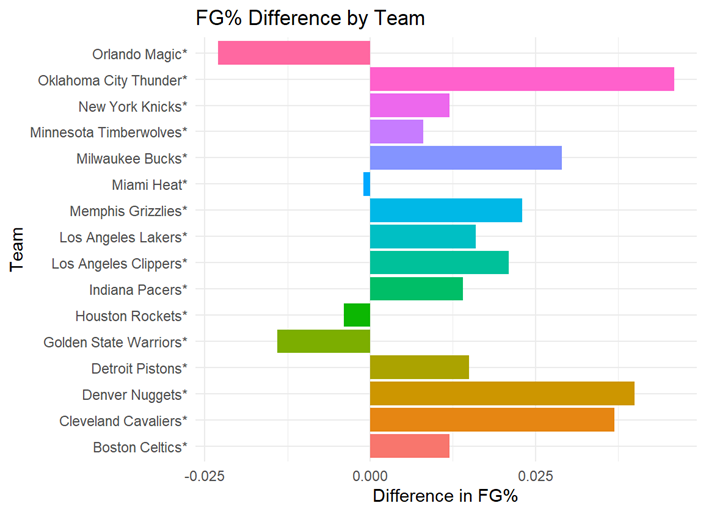 FG% Difference by Team
Team
Orlando Magic*
Oklahoma City Thunder*
New York Knicks*
Minnesota Timberwolves*
Milwaukee Bucks*
Miami Heat*
Memphis Grizzlies*
Los Angeles Lakers*
Los Angeles Clippers*
Indiana Pacers*
Houston Rockets*
Golden State Warriors*
Detroit Pistons*
Denver Nuggets*
Cleveland Cavaliers*
Boston Celtics*
-0.025 0.000 0.025
Difference in FG%